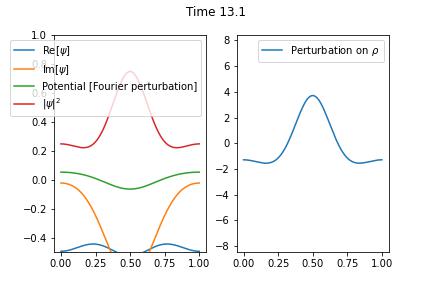 Time 13.1
1.0
0.8
0.6
0.4
0.2
0.0
−0.2
−0.4
0.00 0.25 0.50 0.75 1.00
Re[ψ]
Im[ψ]
Potential [Fourier perturbation]
|ψ|²
8
6
4
2
0
−2
−4
−6
−8
0.00 0.25 0.50 0.75 1.00
Perturbation on ρ